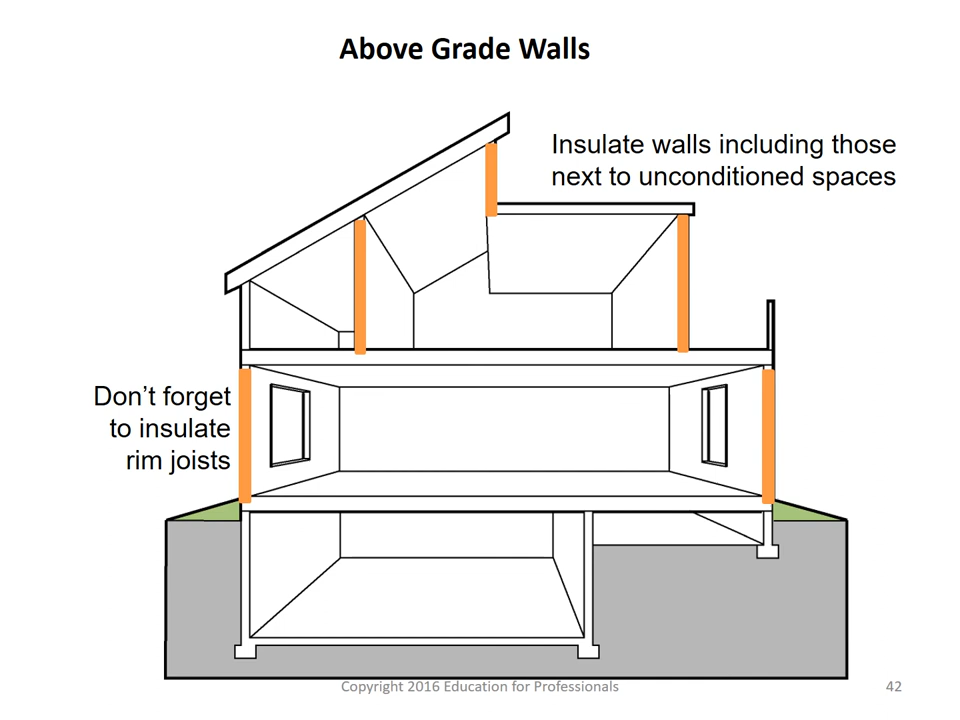 Above Grade Walls
Insulate walls including those
next to unconditioned spaces
Don’t forget
to insulate
rim joists
Copyright 2016 Education for Professionals
42